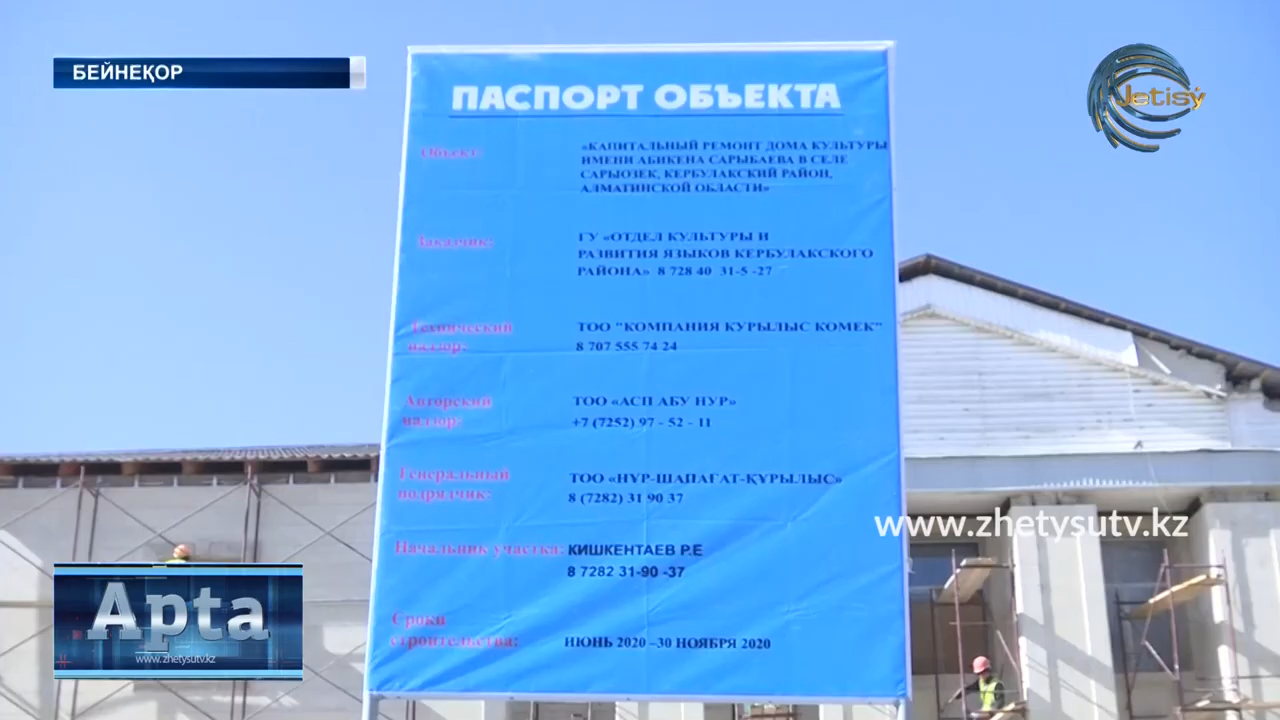 БЕЙНЕҚОР
Jetisý
ПАСПОРТ ОБЪЕКТА
Объект:
«КАПИТАЛЬНЫЙ РЕМОНТ ДОМА КУЛЬТУРЫ
ИМЕНИ АБИКЕНА САРЫБАЕВА В СЕЛЕ
САРЫОЗЕК, КЕРБУЛАКСКИЙ РАЙОН,
АЛМАТИНСКОЙ ОБЛАСТИ»
Заказчик:
ГУ «ОТДЕЛ КУЛЬТУРЫ И
РАЗВИТИЯ ЯЗЫКОВ КЕРБУЛАКСКОГО
РАЙОНА» 8 728 40 31-5 -27
Технический
надзор:
ТОО "КОМПАНИЯ КУРЫЛЫС КОМЕК"
8 707 555 74 24
Авторский
надзор:
ТОО «АСП АБУ НУР»
+7 (7252) 97 - 52 - 11
Генеральный
подрядчик:
ТОО «НҰР-ШАПАГАТ-ҚҰРЫЛЫС»
8 (7282) 31 90 37
Начальник участка:
КИШКЕНТАЕВ Р.Е
8 7282 31-90 -37
Сроки
строительства:
ИЮНЬ 2020 –30 НОЯБРЯ 2020
www.zhetysutv.kz
Apta
www.zhetysutv.kz